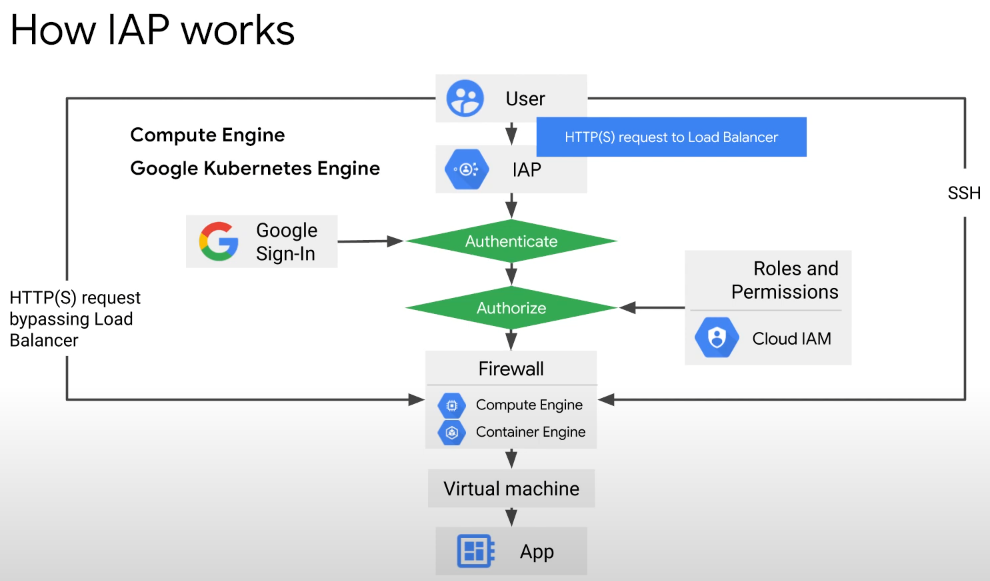 How IAP works
User
HTTP(S) request to Load Balancer
Compute Engine
Google Kubernetes Engine
IAP
SSH
Google
Sign-In
Authenticate
Roles and
Permissions
HTTP(S) request
bypassing Load
Balancer
Authorize
Cloud IAM
Firewall
Compute Engine
Container Engine
Virtual machine
App